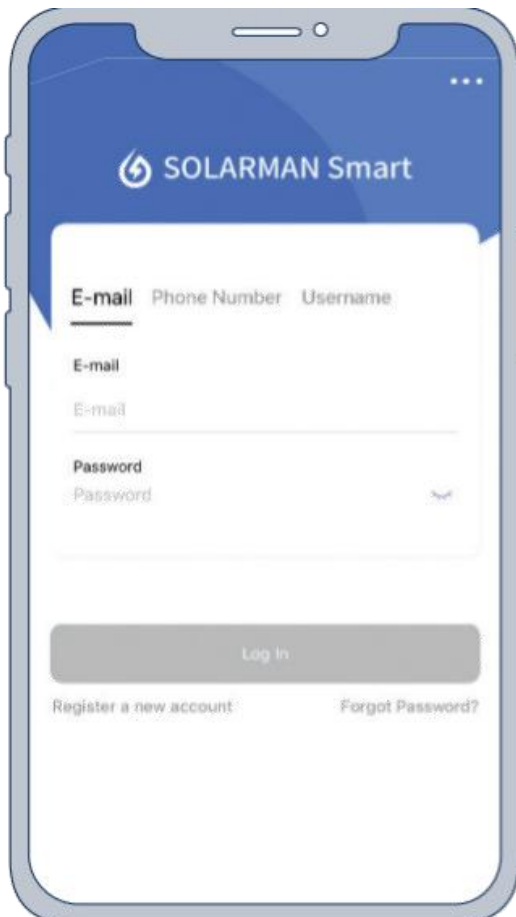 SOLARMAN Smart
E-mail Phone Number Username
E-mail
E-mail
Password
Password
Log In
Register a new account Forgot Password?